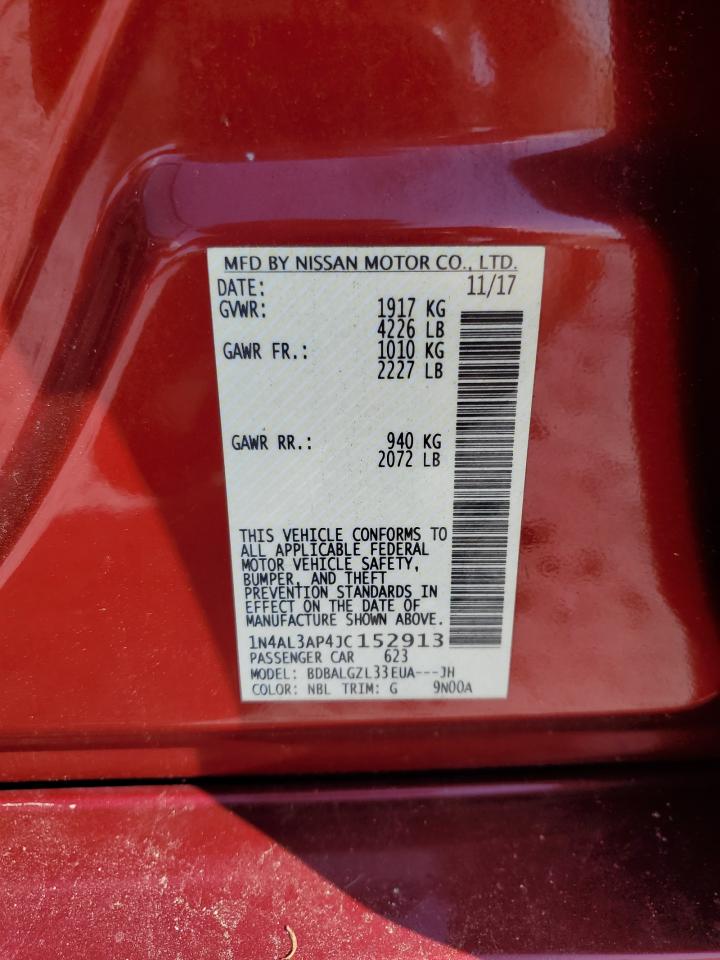 MFD BY NISSAN MOTOR CO., LTD.
DATE: 11/17
GVWR: 1917 KG
4226 LB
GAWR FR.: 1010 KG
2227 LB
GAWR RR.: 940 KG
2072 LB
THIS VEHICLE CONFORMS TO
ALL APPLICABLE FEDERAL
MOTOR VEHICLE SAFETY,
BUMPER, AND THEFT
PREVENTION STANDARDS IN
EFFECT ON THE DATE OF
MANUFACTURE SHOWN ABOVE.
1N4AL3AP4JC152913
PASSENGER CAR 623
MODEL: BDBALGZL33EUA---JH
COLOR: NBL TRIM: G 9N00A